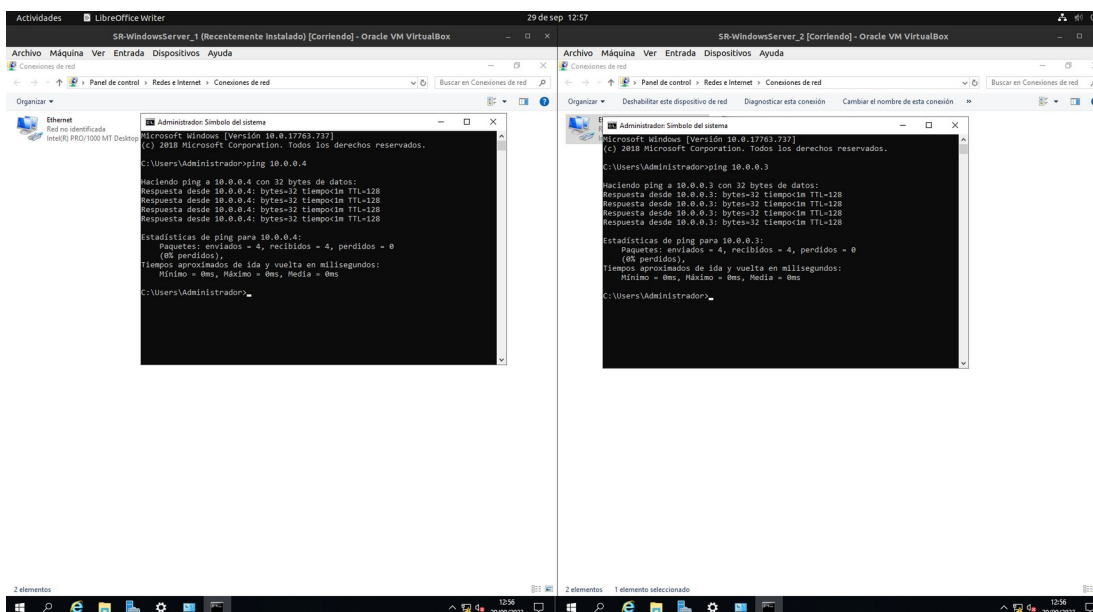 Actividades LibreOffice Writer 29 de sep 12:57
SR-WindowsServer_1 (Recentemente instalado) [Corriendo] - Oracle VM VirtualBox
Archivo Máquina Ver Entrada Dispositivos Ayuda
Conexiones de red
Panel de control › Redes e Internet › Conexiones de red
Buscar en Conexiones de red
Organizar
Ethernet
Red no identificada
Intel(R) PRO/1000 MT Desktop
Administrador: Símbolo del sistema
Microsoft Windows [Versión 10.0.17763.737]
(c) 2018 Microsoft Corporation. Todos los derechos reservados.
C:\Users\Administrador>ping 10.0.0.4
Haciendo ping a 10.0.0.4 con 32 bytes de datos:
Respuesta desde 10.0.0.4: bytes=32 tiempo<1m TTL=128
Respuesta desde 10.0.0.4: bytes=32 tiempo<1m TTL=128
Respuesta desde 10.0.0.4: bytes=32 tiempo<1m TTL=128
Respuesta desde 10.0.0.4: bytes=32 tiempo<1m TTL=128
Estadísticas de ping para 10.0.0.4:
Paquetes: enviados = 4, recibidos = 4, perdidos = 0
(0% perdidos),
Tiempos aproximados de ida y vuelta en milisegundos:
Mínimo = 0ms, Máximo = 0ms, Media = 0ms
C:\Users\Administrador>
2 elementos
12:56
SR-WindowsServer_2 [Corriendo] - Oracle VM VirtualBox
Archivo Máquina Ver Entrada Dispositivos Ayuda
Conexiones de red
Panel de control › Redes e Internet › Conexiones de red
Buscar en Conexiones de red
Organizar Deshabilitar este dispositivo de red Diagnosticar esta conexión Cambiar el nombre de esta conexión »
Administrador: Símbolo del sistema
Microsoft Windows [Versión 10.0.17763.737]
(c) 2018 Microsoft Corporation. Todos los derechos reservados.
C:\Users\Administrador>ping 10.0.0.3
Haciendo ping a 10.0.0.3 con 32 bytes de datos:
Respuesta desde 10.0.0.3: bytes=32 tiempo<1m TTL=128
Respuesta desde 10.0.0.3: bytes=32 tiempo<1m TTL=128
Respuesta desde 10.0.0.3: bytes=32 tiempo<1m TTL=128
Respuesta desde 10.0.0.3: bytes=32 tiempo<1m TTL=128
Estadísticas de ping para 10.0.0.3:
Paquetes: enviados = 4, recibidos = 4, perdidos = 0
(0% perdidos),
Tiempos aproximados de ida y vuelta en milisegundos:
Mínimo = 0ms, Máximo = 0ms, Media = 0ms
C:\Users\Administrador>
2 elementos 1 elemento seleccionado
12:56